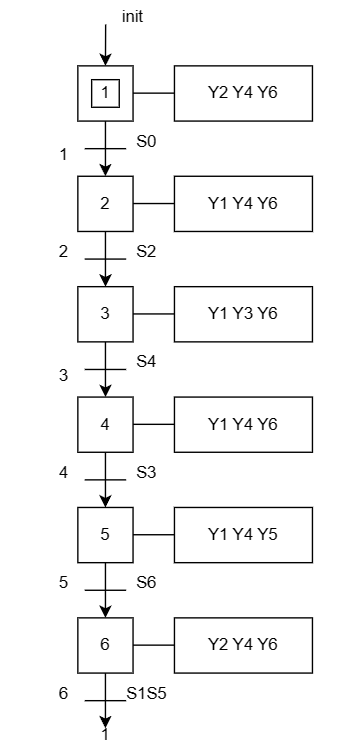 init
1 Y2 Y4 Y6
1 S0
2 Y1 Y4 Y6
2 S2
3 Y1 Y3 Y6
3 S4
4 Y1 Y4 Y6
4 S3
5 Y1 Y4 Y5
5 S6
6 Y2 Y4 Y6
6 S1S5
1